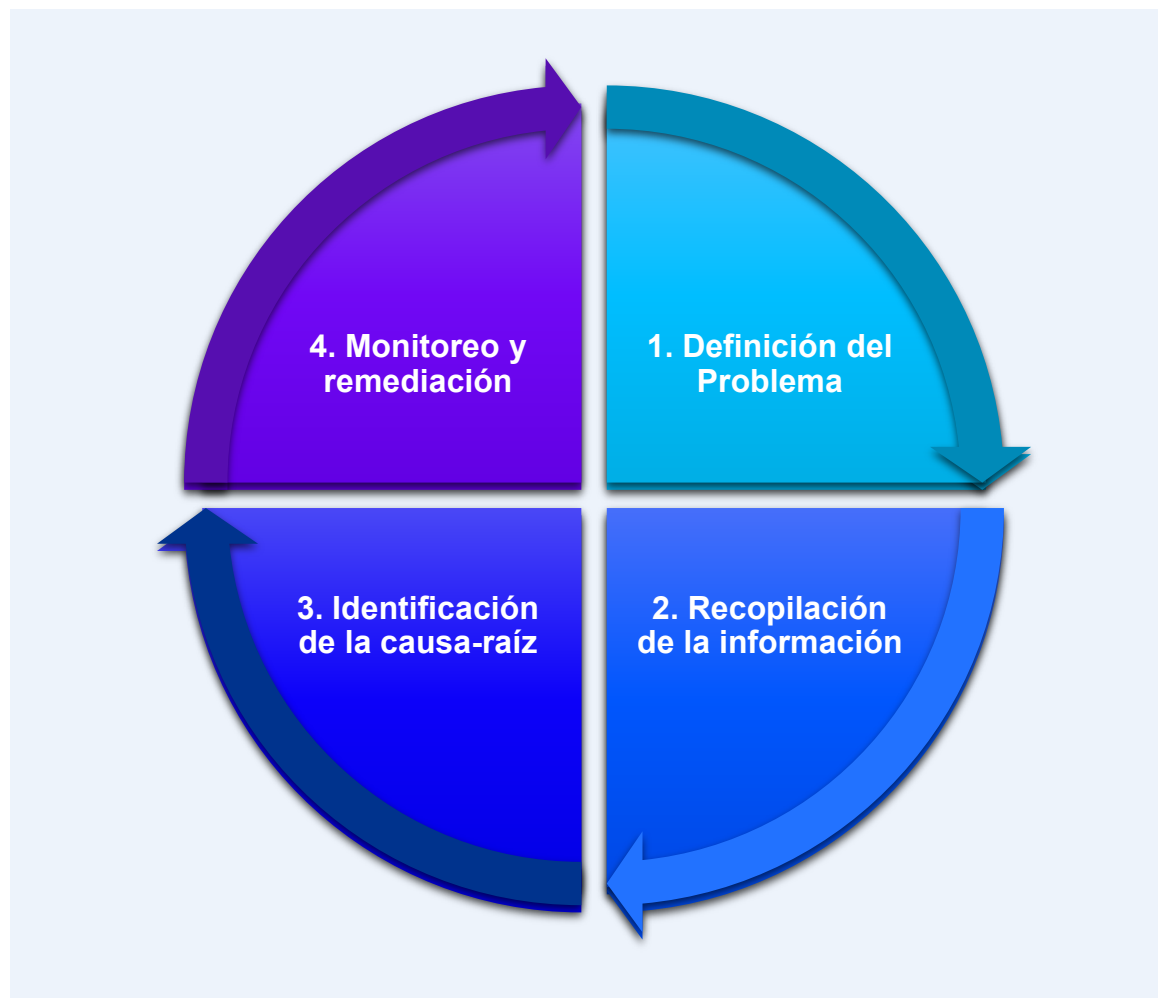 1. Definición del
Problema
2. Recopilación
de la información
3. Identificación
de la causa-raíz
4. Monitoreo y
remediación